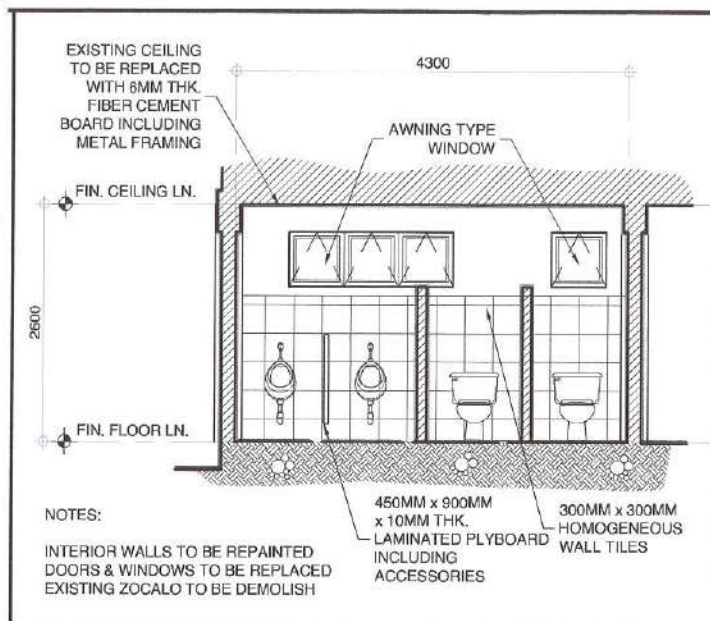 EXISTING CEILING
TO BE REPLACED
WITH 6MM THK.
FIBER CEMENT
BOARD INCLUDING
METAL FRAMING
4300
AWNING TYPE
WINDOW
FIN. CEILING LN.
2600
FIN. FLOOR LN.
NOTES:
INTERIOR WALLS TO BE REPAINTED
DOORS & WINDOWS TO BE REPLACED
EXISTING ZOCALO TO BE DEMOLISH
450MM x 900MM
x 10MM THK.
LAMINATED PLYBOARD
INCLUDING
ACCESSORIES
300MM x 300MM
HOMOGENEOUS
WALL TILES